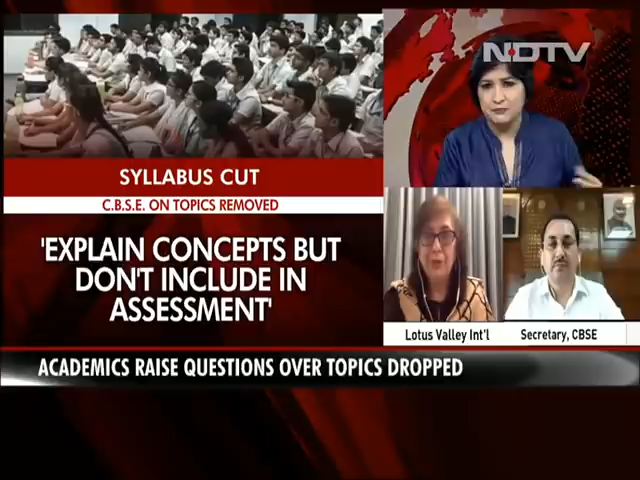 NDTV
SYLLABUS CUT
C.B.S.E. ON TOPICS REMOVED
'EXPLAIN CONCEPTS BUT
DON'T INCLUDE IN
ASSESSMENT'
Lotus Valley Int'l
Secretary, CBSE
ACADEMICS RAISE QUESTIONS OVER TOPICS DROPPED